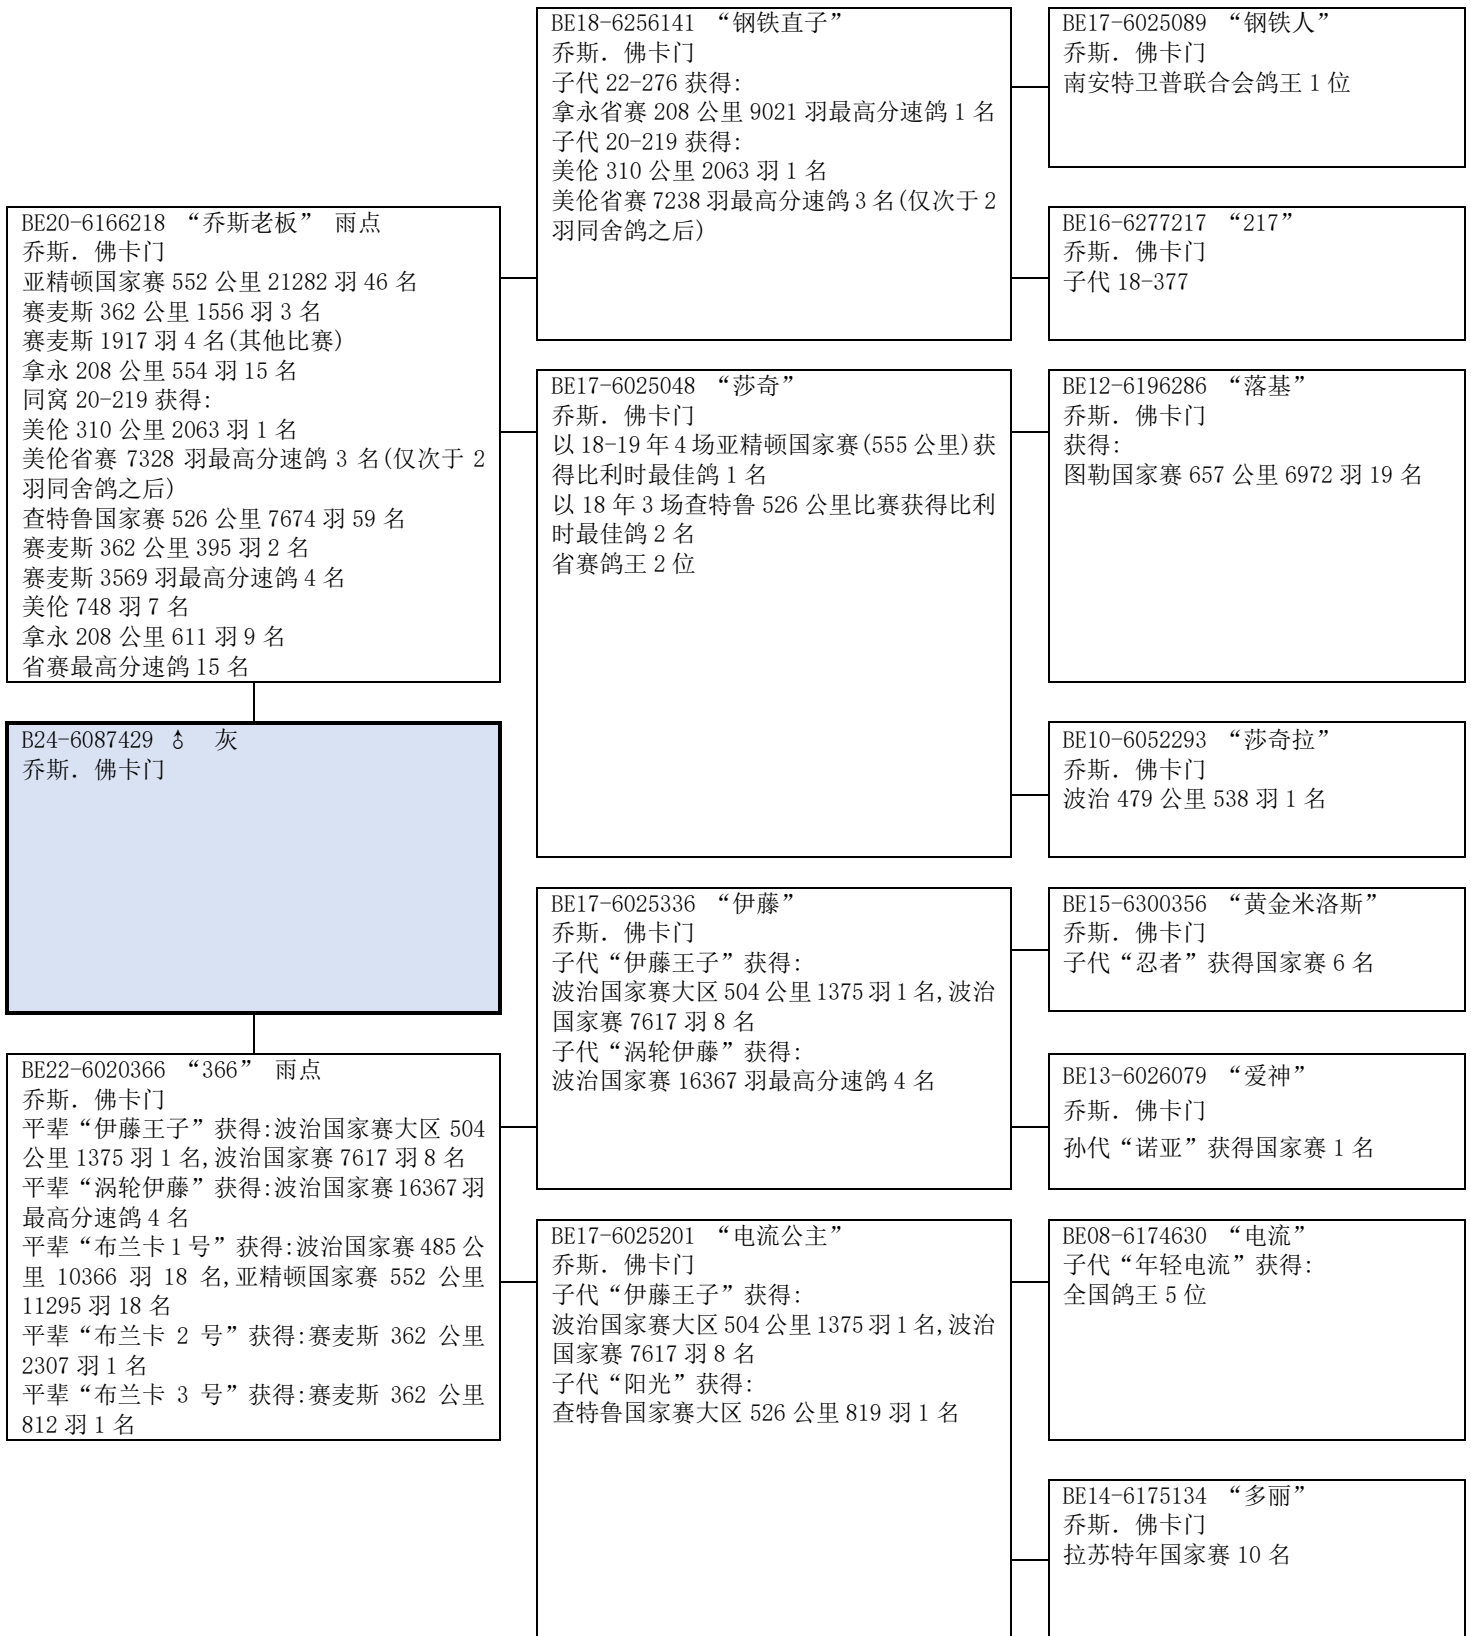 BE20-6166218 “乔斯老板” 雨点
乔斯. 佛卡门
亚精顿国家赛 552 公里 21282 羽 46 名
赛麦斯 362 公里 1556 羽 3 名
赛麦斯 1917 羽 4 名(其他比赛)
拿永 208 公里 554 羽 15 名
同窝 20-219 获得:
美伦 310 公里 2063 羽 1 名
美伦省赛 7328 羽最高分速鸽 3 名(仅次于 2
羽同舍鸽之后)
查特鲁国家赛 526 公里 7674 羽 59 名
赛麦斯 362 公里 395 羽 2 名
赛麦斯 3569 羽最高分速鸽 4 名
美伦 748 羽 7 名
拿永 208 公里 611 羽 9 名
省赛最高分速鸽 15 名
B24-6087429 ♂ 灰
乔斯. 佛卡门
BE22-6020366 “366” 雨点
乔斯. 佛卡门
平辈“伊藤王子”获得:波治国家赛大区 504
公里 1375 羽 1 名,波治国家赛 7617 羽 8 名
平辈“涡轮伊藤”获得:波治国家赛 16367 羽
最高分速鸽 4 名
平辈“布兰卡 1 号”获得:波治国家赛 485 公
里 10366 羽 18 名,亚精顿国家赛 552 公里
11295 羽 18 名
平辈“布兰卡 2 号”获得:赛麦斯 362 公里
2307 羽 1 名
平辈“布兰卡 3 号”获得:赛麦斯 362 公里
812 羽 1 名
BE18-6256141 “钢铁直子”
乔斯. 佛卡门
子代 22-276 获得:
拿永省赛 208 公里 9021 羽最高分速鸽 1 名
子代 20-219 获得:
美伦 310 公里 2063 羽 1 名
美伦省赛 7238 羽最高分速鸽 3 名(仅次于 2
羽同舍鸽之后)
BE17-6025048 “莎奇”
乔斯. 佛卡门
以 18-19 年 4 场亚精顿国家赛(555 公里)获
得比利时最佳鸽 1 名
以 18 年 3 场查特鲁 526 公里比赛获得比利
时最佳鸽 2 名
省赛鸽王 2 位
BE17-6025336 “伊藤”
乔斯. 佛卡门
子代“伊藤王子”获得:
波治国家赛大区 504 公里 1375 羽 1 名,波治
国家赛 7617 羽 8 名
子代“涡轮伊藤”获得:
波治国家赛 16367 羽最高分速鸽 4 名
BE17-6025201 “电流公主”
乔斯. 佛卡门
子代“伊藤王子”获得:
波治国家赛大区 504 公里 1375 羽 1 名,波治
国家赛 7617 羽 8 名
子代“阳光”获得:
查特鲁国家赛大区 526 公里 819 羽 1 名
BE17-6025089 “钢铁人”
乔斯. 佛卡门
南安特卫普联合会鸽王 1 位
BE16-6277217 “217”
乔斯. 佛卡门
子代 18-377
BE12-6196286 “落基”
乔斯. 佛卡门
获得:
图勒国家赛 657 公里 6972 羽 19 名
BE10-6052293 “莎奇拉”
乔斯. 佛卡门
波治 479 公里 538 羽 1 名
BE15-6300356 “黄金米洛斯”
乔斯. 佛卡门
子代“忍者”获得国家赛 6 名
BE13-6026079 “爱神”
乔斯. 佛卡门
孙代“诺亚”获得国家赛 1 名
BE08-6174630 “电流”
子代“年轻电流”获得:
全国鸽王 5 位
BE14-6175134 “多丽”
乔斯. 佛卡门
拉苏特年国家赛 10 名